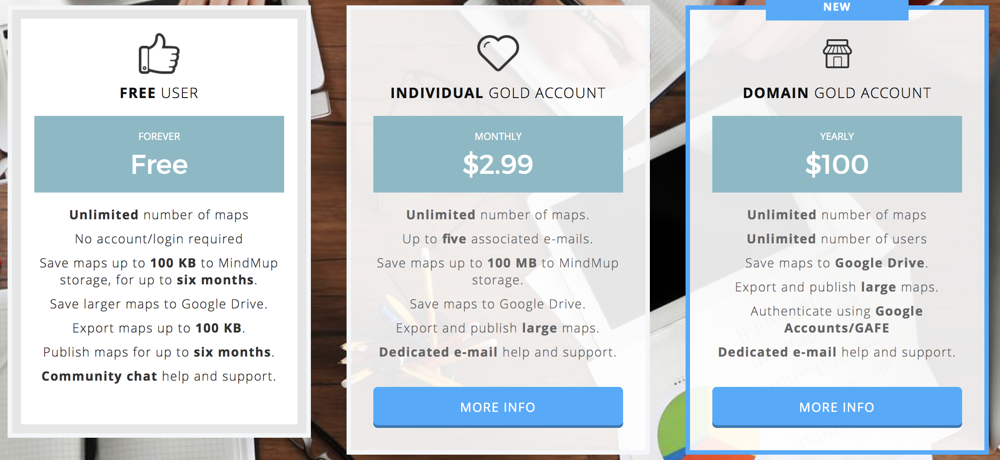 FREE USER
FOREVER
Free
Unlimited number of maps
No account/login required
Save maps up to 100 KB to MindMup
storage, for up to six months.
Save larger maps to Google Drive.
Export maps up to 100 KB.
Publish maps for up to six months.
Community chat help and support.
INDIVIDUAL GOLD ACCOUNT
MONTHLY
$2.99
Unlimited number of maps.
Up to five associated e-mails.
Save maps up to 100 MB to MindMup
storage.
Save maps to Google Drive.
Export and publish large maps.
Dedicated e-mail help and support.
MORE INFO
NEW
DOMAIN GOLD ACCOUNT
YEARLY
$100
Unlimited number of maps
Unlimited number of users
Save maps to Google Drive.
Export and publish large maps.
Authenticate using Google
Accounts/GAFE
Dedicated e-mail help and support.
MORE INFO